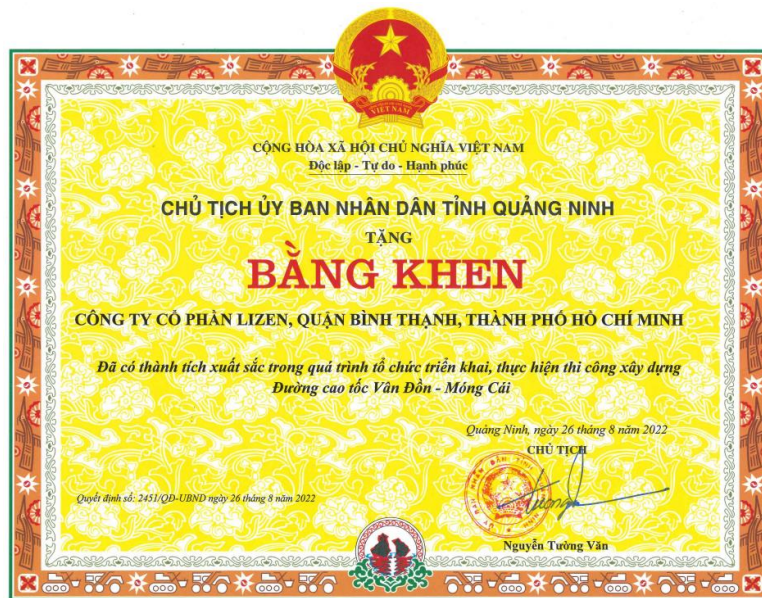 VIỆT NAM
CỘNG HÒA XÃ HỘI CHỦ NGHĨA VIỆT NAM
Độc lập - Tự do - Hạnh phúc
CHỦ TỊCH ỦY BAN NHÂN DÂN TỈNH QUẢNG NINH
TẶNG
BẰNG KHEN
CÔNG TY CỔ PHẦN LIZEN, QUẬN BÌNH THẠNH, THÀNH PHỐ HỒ CHÍ MINH
Đã có thành tích xuất sắc trong quá trình tổ chức triển khai, thực hiện thi công xây dựng
Đường cao tốc Vân Đồn - Móng Cái
Quảng Ninh, ngày 26 tháng 8 năm 2022
CHỦ TỊCH
Quyết định số: 2451/QĐ-UBND ngày 26 tháng 8 năm 2022
Nguyễn Tường Văn